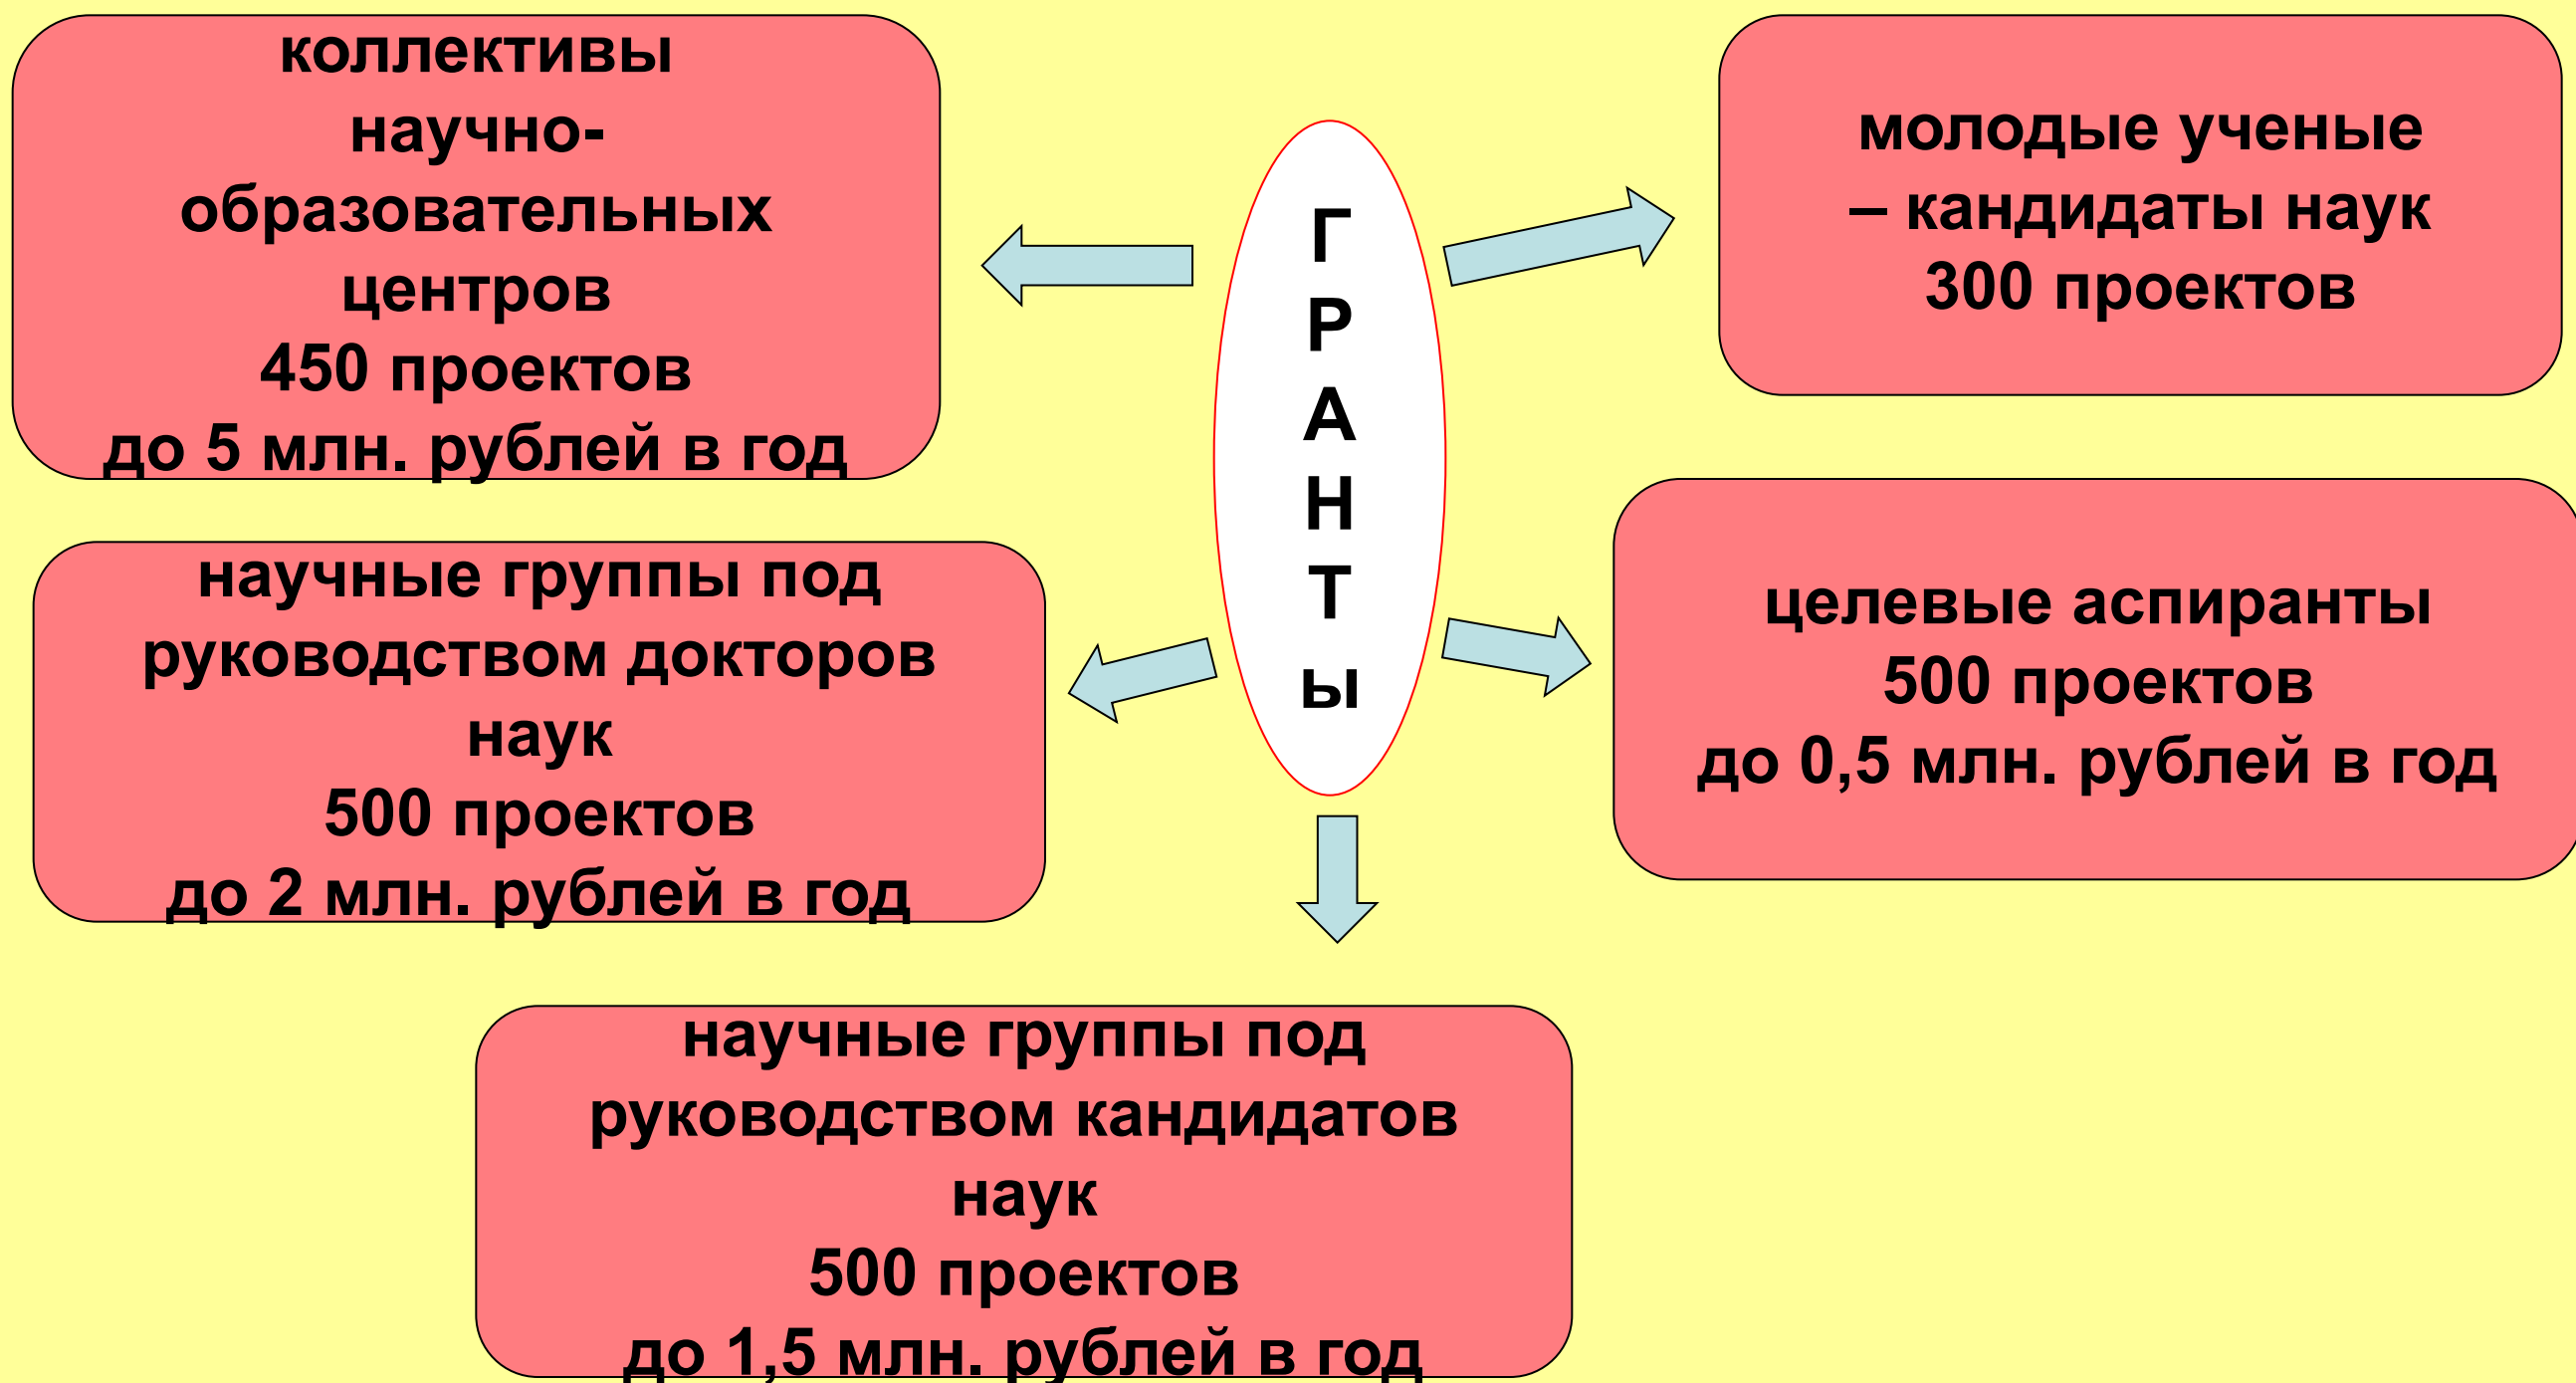 коллективы
научно-
образовательных
центров
450 проектов
до 5 млн. рублей в год
научные группы под
руководством докторов
наук
500 проектов
до 2 млн. рублей в год
Г
Р
А
Н
Т
Ы
молодые ученые
– кандидаты наук
300 проектов
целевые аспиранты
500 проектов
до 0,5 млн. рублей в год
научные группы под
руководством кандидатов
наук
500 проектов
до 1,5 млн. рублей в год